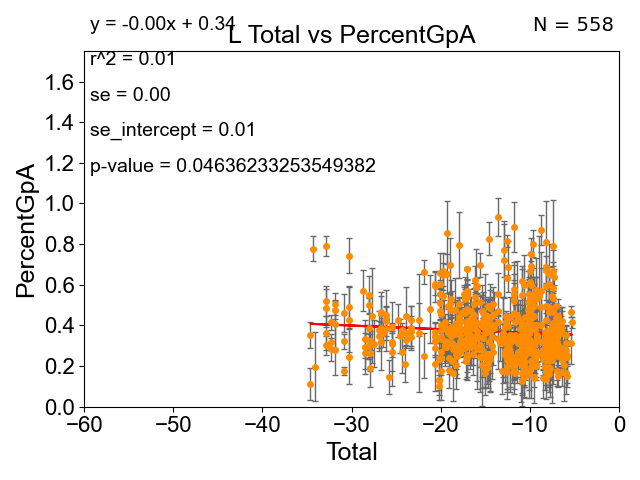 y = -0.00x + 0.34
L Total vs PercentGpA
N = 558
r^2 = 0.01
se = 0.00
se_intercept = 0.01
p-value = 0.04636233253549382
PercentGpA
1.6
1.4
1.2
1.0
0.8
0.6
0.4
0.2
0.0
−60 −50 −40 −30 −20 −10 0
Total